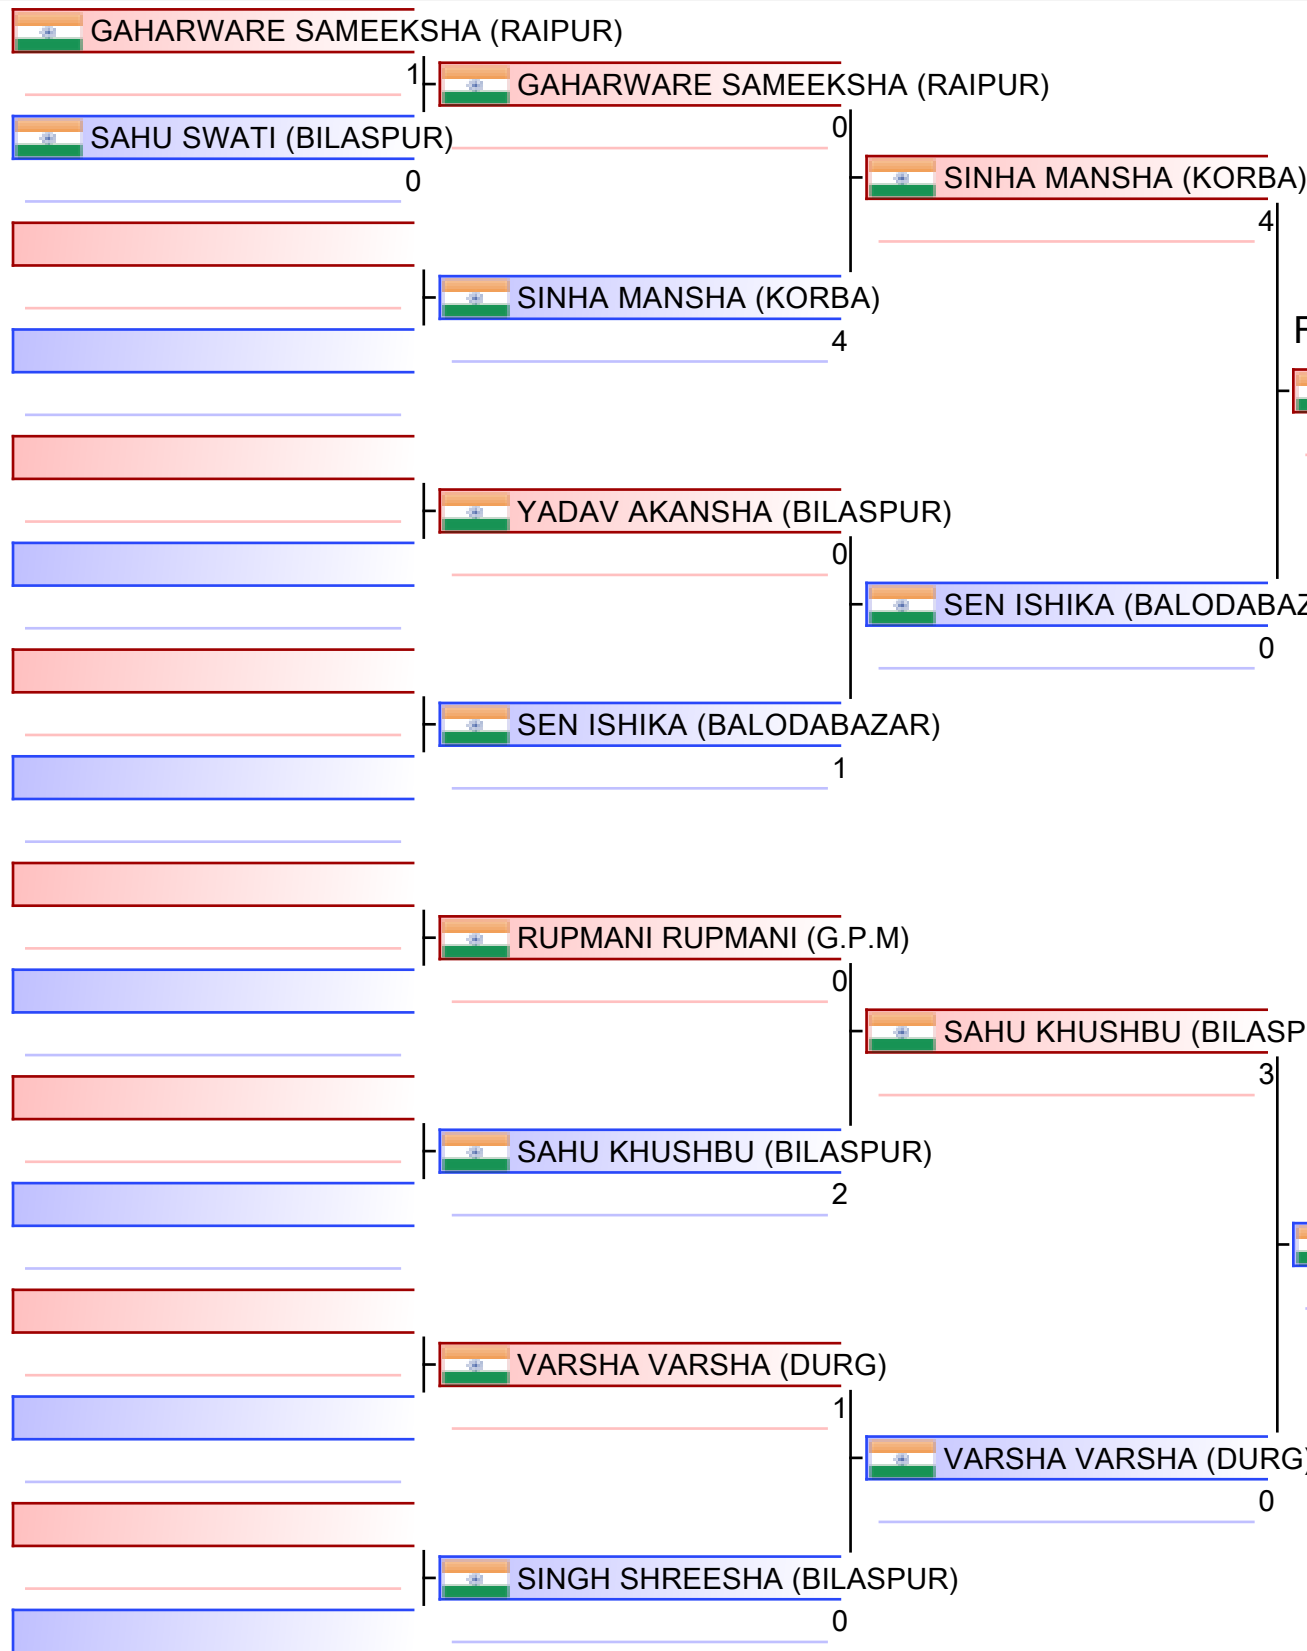 GAHARWARE SAMEEKSHA (RAIPUR)
1
GAHARWARE SAMEEKSHA (RAIPUR)
0
SAHU SWATI (BILASPUR)
0
SINHA MANSHA (KORBA)
4
SINHA MANSHA (KORBA)
4
YADAV AKANSHA (BILASPUR)
0
SEN ISHIKA (BALODABAZ
0
SEN ISHIKA (BALODABAZAR)
1
RUPMANI RUPMANI (G.P.M)
0
SAHU KHUSHBU (BILASP
3
SAHU KHUSHBU (BILASPUR)
2
VARSHA VARSHA (DURG)
1
VARSHA VARSHA (DURG)
0
SINGH SHREESHA (BILASPUR)
0